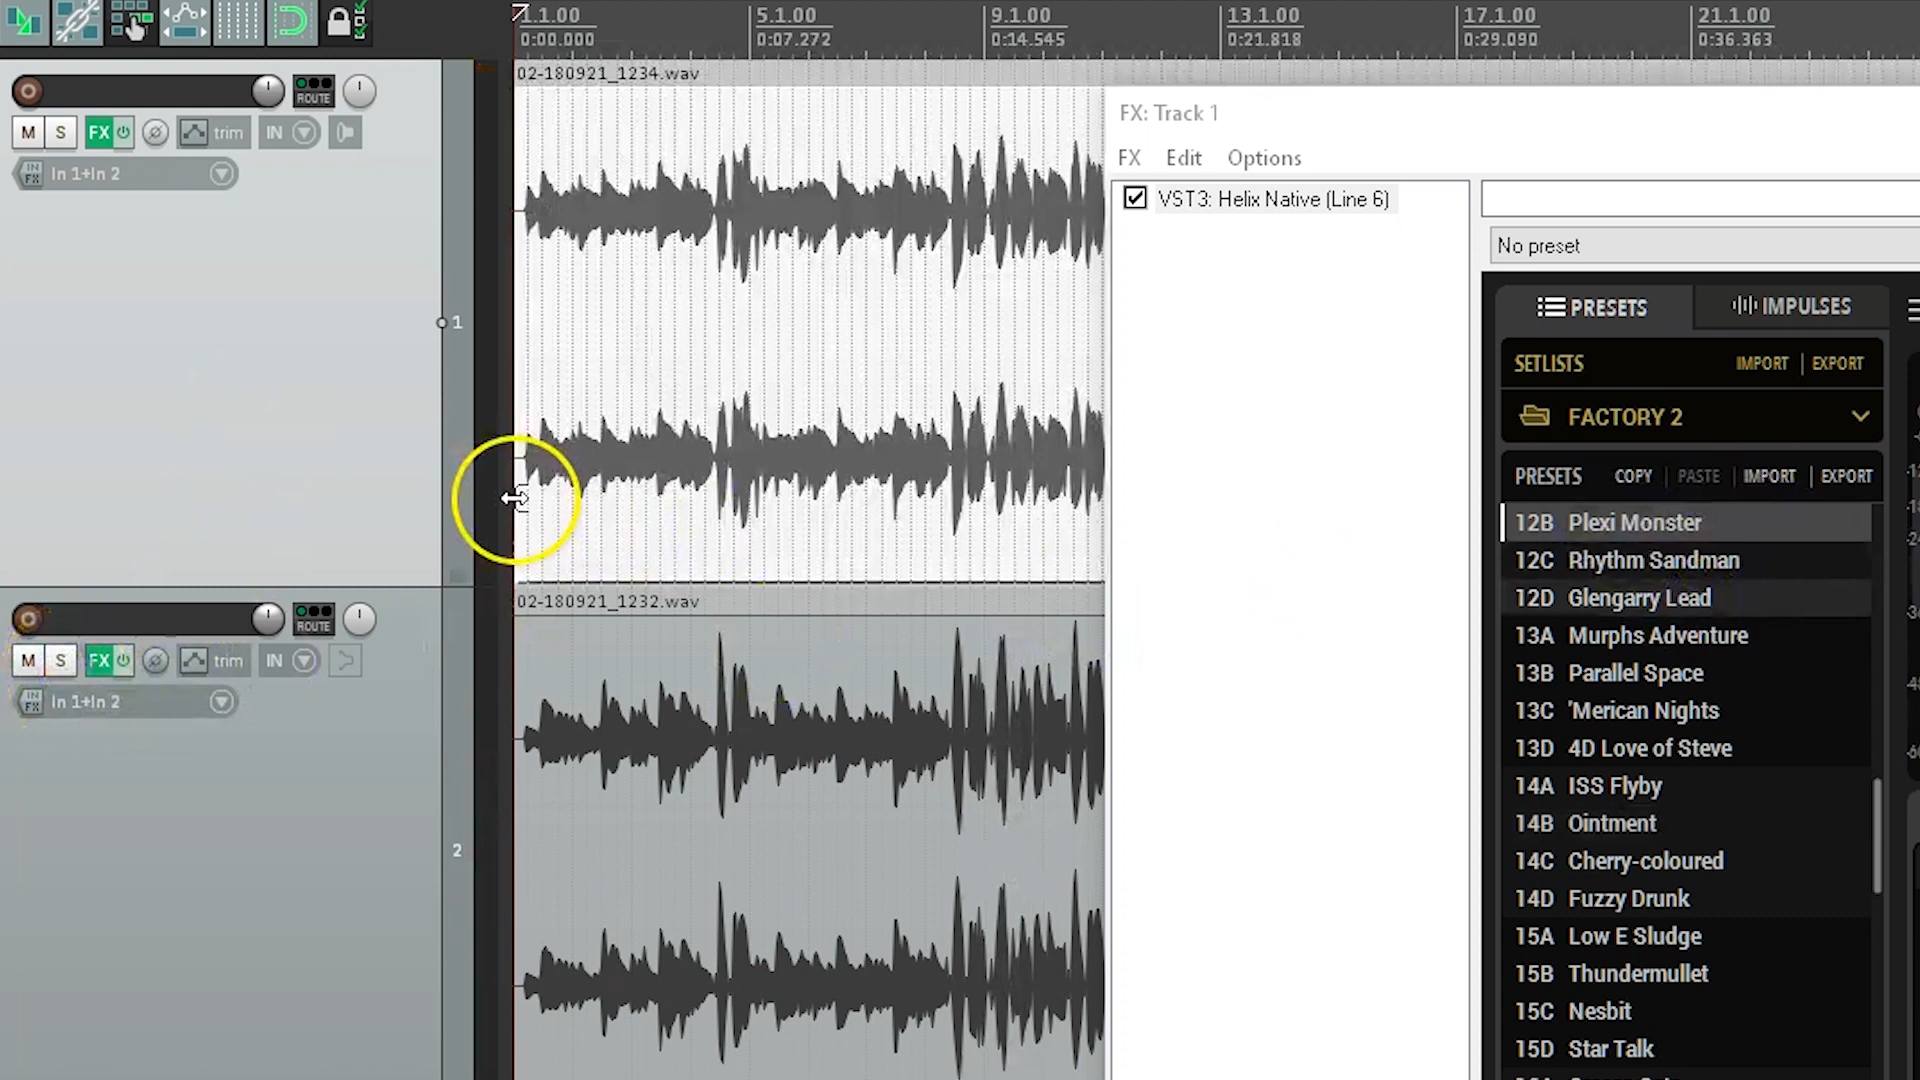 1.1.00 5.1.00 9.1.00 13.1.00 17.1.00 21.1.00
0:00.000 0:07.272 0:14.545 0:21.818 0:29.090 0:36.363
02-180921_1234.wav
ROUTE
M S FX trim IN
IN FX In 1+In 2
1
FX: Track 1
FX Edit Options
VST3: Helix Native (Line 6)
No preset
PRESETS IMPULSES
SETLISTS IMPORT EXPORT
FACTORY 2
PRESETS COPY PASTE IMPORT EXPORT
12B Plexi Monster
12C Rhythm Sandman
12D Glengarry Lead
13A Murphs Adventure
13B Parallel Space
13C 'Merican Nights
13D 4D Love of Steve
14A ISS Flyby
14B Ointment
14C Cherry-coloured
14D Fuzzy Drunk
15A Low E Sludge
15B Thundermullet
15C Nesbit
15D Star Talk
02-180921_1232.wav
ROUTE
M S FX trim IN
IN FX In 1+In 2
2